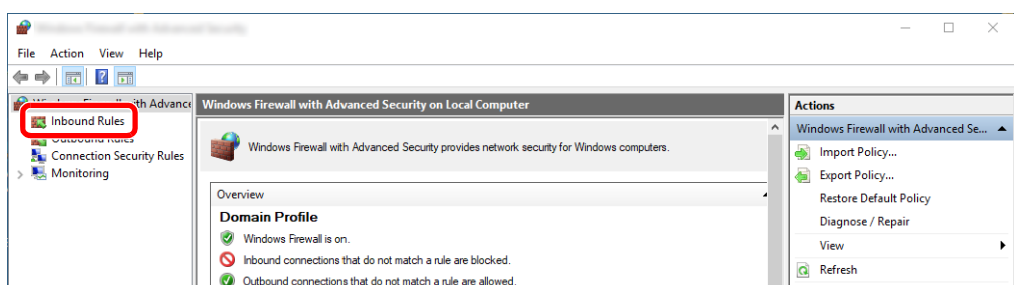 File Action View Help
Advance
Inbound Rules
Outbound Rules
Connection Security Rules
Monitoring
Windows Firewall with Advanced Security on Local Computer
Windows Firewall with Advanced Security provides network security for Windows computers.
Overview
Domain Profile
Windows Firewall is on.
Inbound connections that do not match a rule are blocked.
Outbound connections that do not match a rule are allowed.
Actions
Windows Firewall with Advanced Se...
Import Policy...
Export Policy...
Restore Default Policy
Diagnose / Repair
View
Refresh